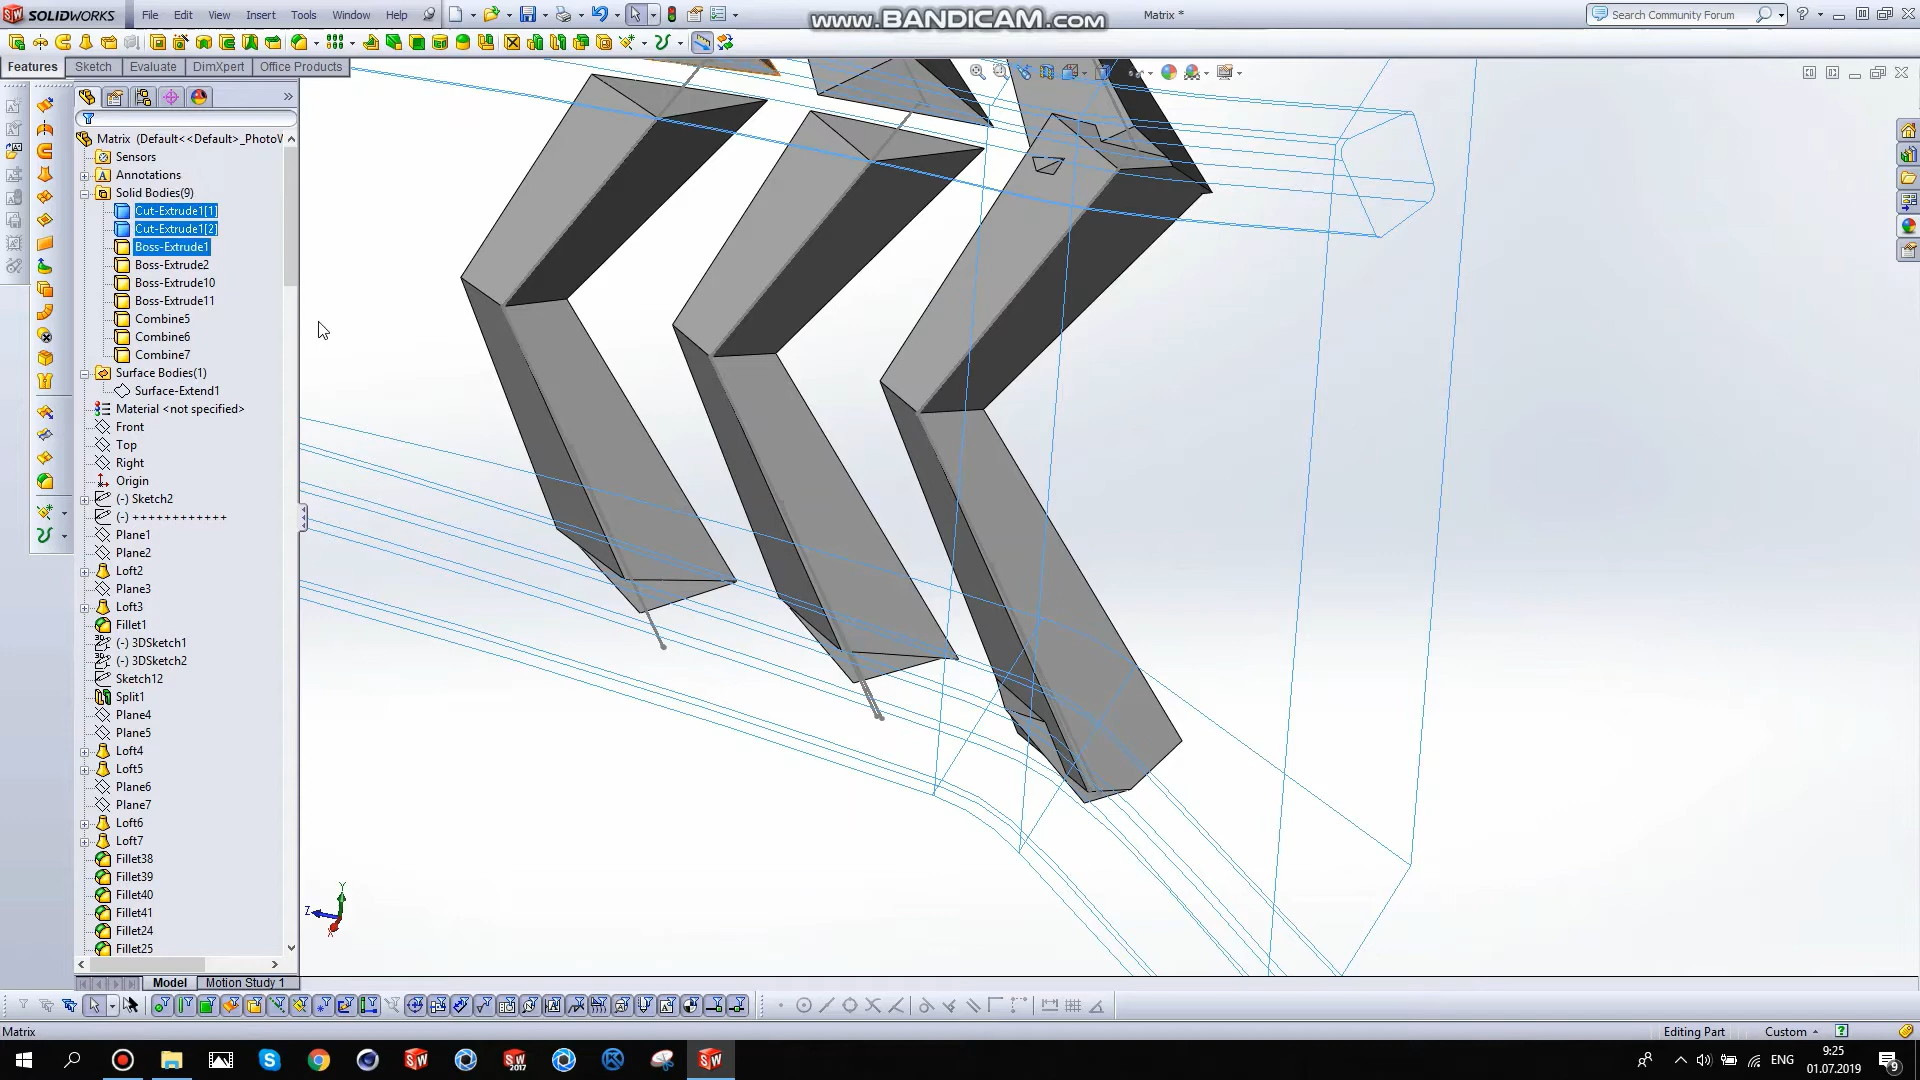 SOLIDWORKS
File Edit View Insert Tools Window Help
www.BANDICAM.com
Matrix *
Search Community Forum
Features Sketch Evaluate DimXpert Office Products
Matrix (Default<<Default>_PhotoW
Sensors
Annotations
Solid Bodies(9)
Cut-Extrude1[1]
Cut-Extrude1[2]
Boss-Extrude1
Boss-Extrude2
Boss-Extrude10
Boss-Extrude11
Combine5
Combine6
Combine7
Surface Bodies(1)
Surface-Extend1
Material <not specified>
Front
Top
Right
Origin
(-) Sketch2
(-) ++++++++++++
Plane1
Plane2
Loft2
Plane3
Loft3
Fillet1
(-) 3DSketch1
(-) 3DSketch2
Sketch12
Split1
Plane4
Plane5
Loft4
Loft5
Plane6
Plane7
Loft6
Loft7
Fillet38
Fillet39
Fillet40
Fillet41
Fillet24
Fillet25
Y
Z
X
Model Motion Study 1
Matrix
Editing Part
Custom
ENG
9:25
01.07.2019
9